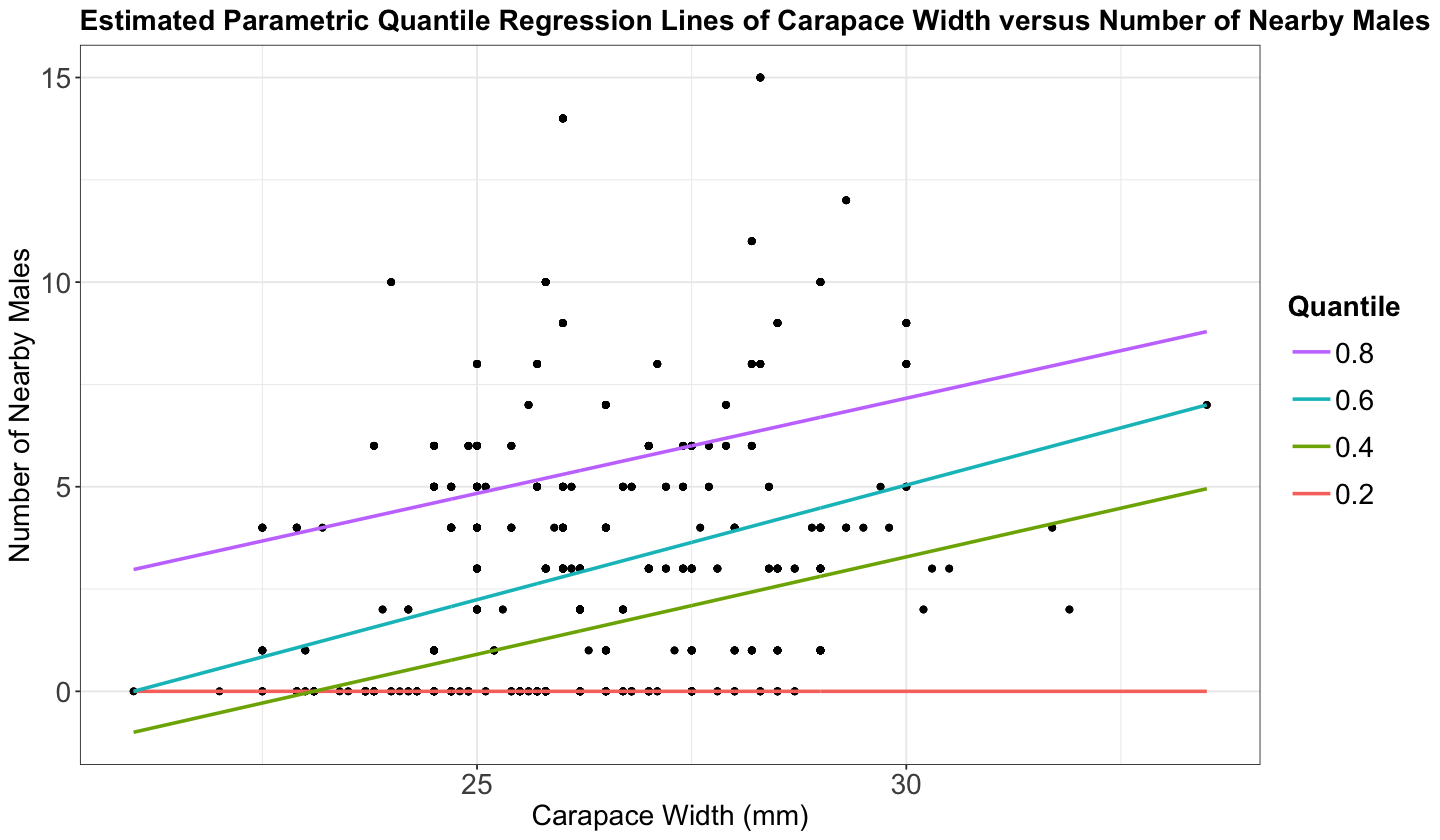 Estimated Parametric Quantile Regression Lines of Carapace Width versus Number of Nearby Males
15
10
5
0
Number of Nearby Males
25 30
Carapace Width (mm)
Quantile
0.8
0.6
0.4
0.2